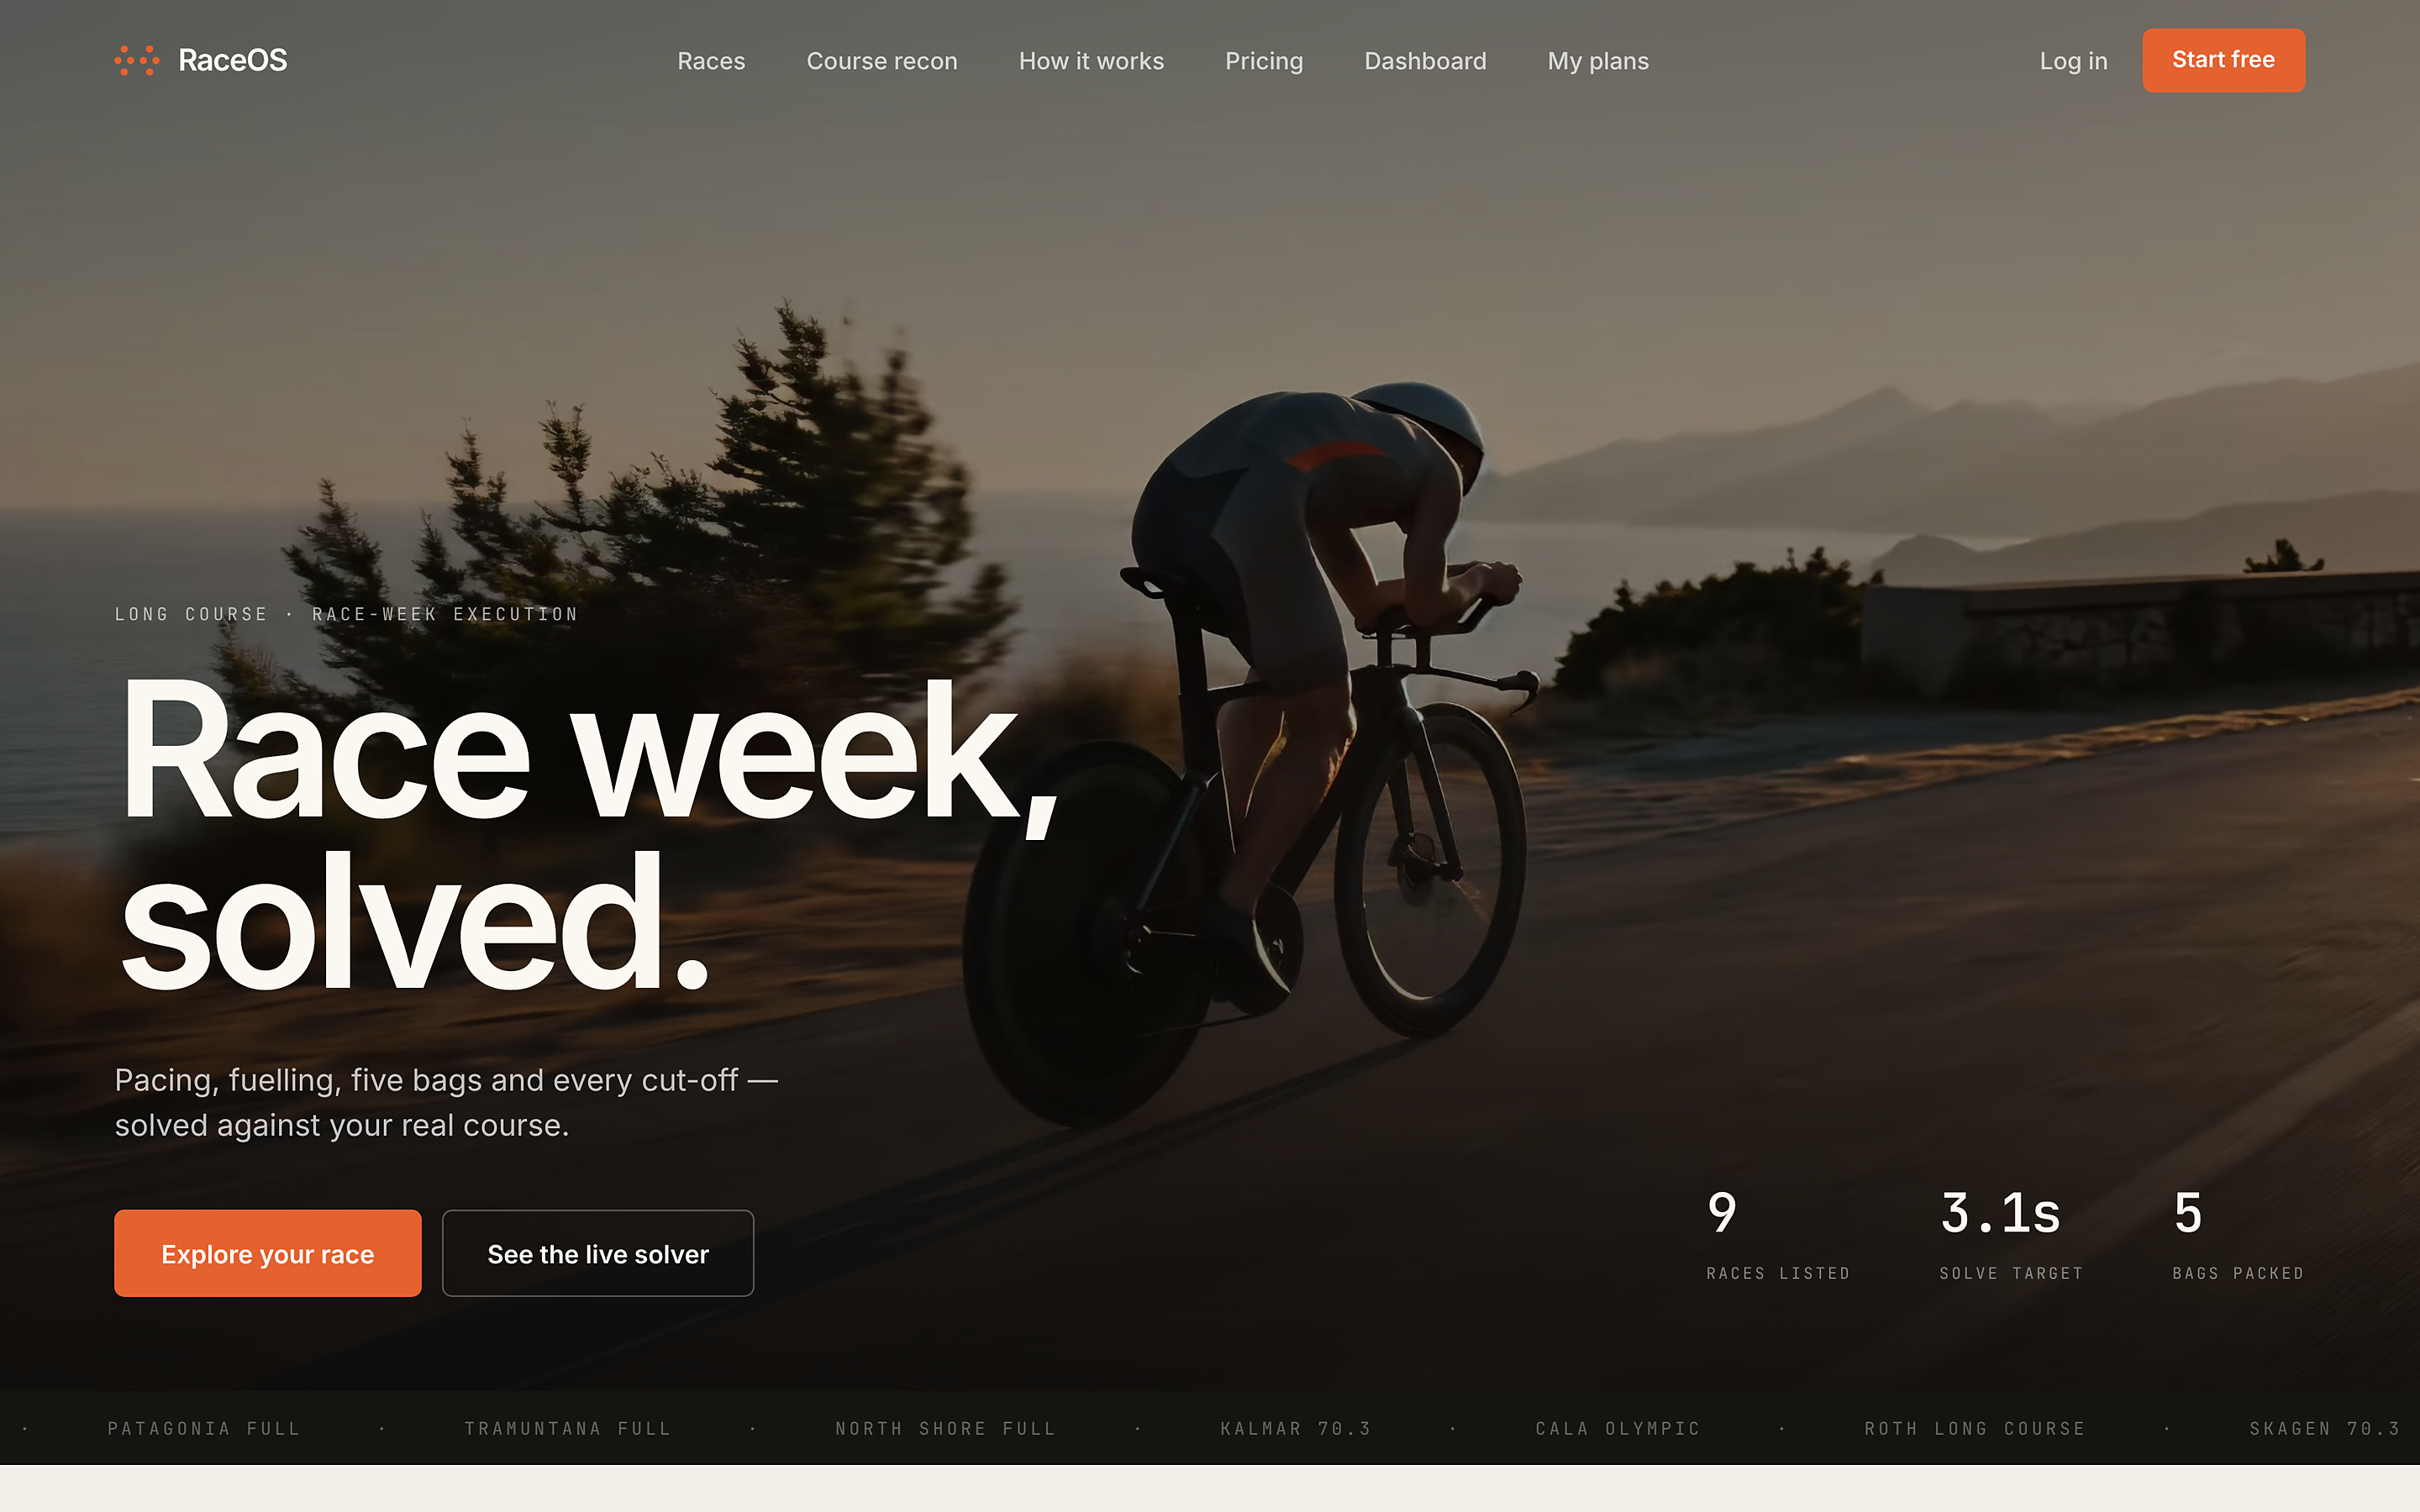 RaceOS
Races
Course recon
How it works
Pricing
Dashboard
My plans
Log in
Start free
LONG COURSE · RACE-WEEK EXECUTION
Race week,
solved.
Pacing, fuelling, five bags and every cut-off —
solved against your real course.
Explore your race
See the live solver
9
RACES LISTED
3.1s
SOLVE TARGET
5
BAGS PACKED
· PATAGONIA FULL · TRAMUNTANA FULL · NORTH SHORE FULL · KALMAR 70.3 · CALA OLYMPIC · ROTH LONG COURSE · SKAGEN 70.3